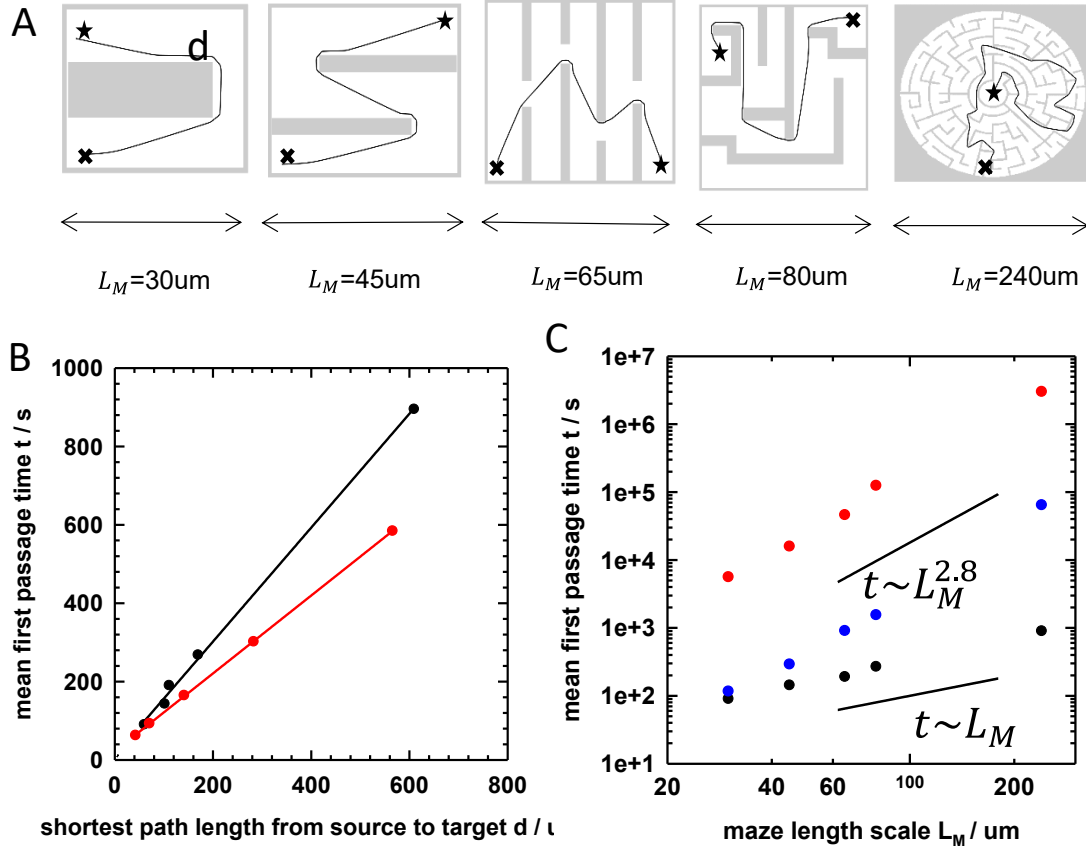 A
d
L_M=30um
L_M=45um
L_M=65um
L_M=80um
L_M=240um
B
mean first passage time t / s
1000
800
600
400
200
0
0 200 400 600 800
shortest path length from source to target d / u
C
mean first passage time t / s
1e+7
1e+6
1e+5
1e+4
1e+3
1e+2
1e+1
t~L_M^2.8
t~L_M
20 40 60 100 200
maze length scale L_M / um